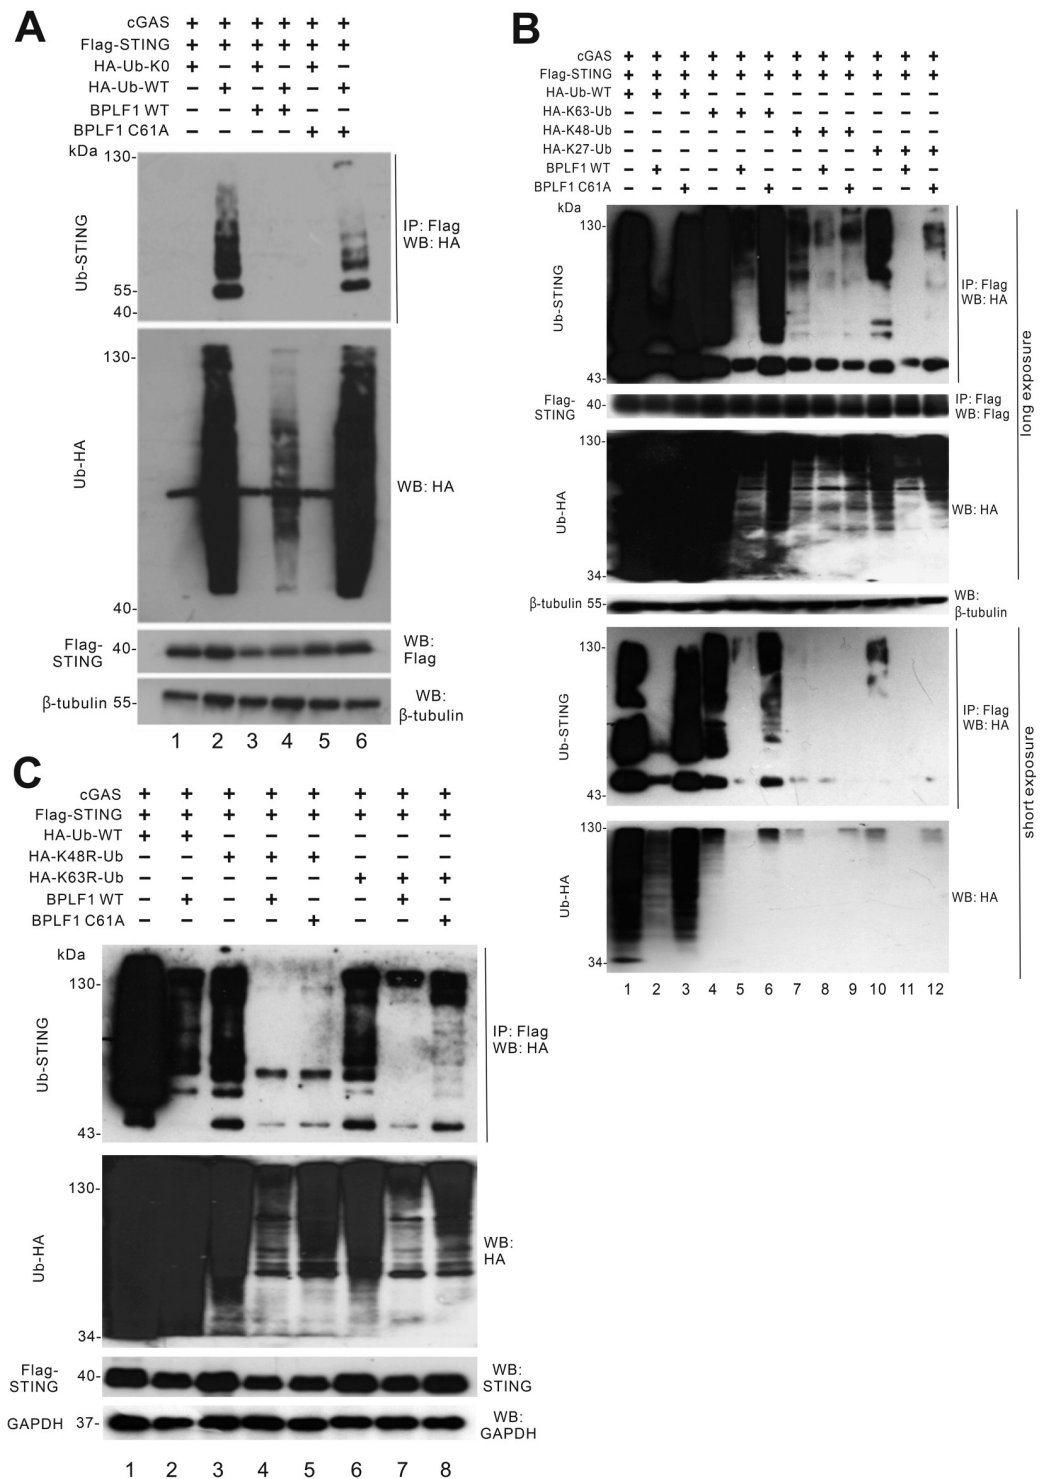 A
cGAS + + + + + +
Flag-STING + + + + + +
HA-Ub-K0 + – + – + –
HA-Ub-WT – + – + – +
BPLF1 WT – – + + – –
BPLF1 C61A – – – – + +
kDa
130-
55-
40-
Ub-STING
IP: Flag
WB: HA
130-
40-
Ub-HA
WB: HA
Flag-
STING
40-
WB:
Flag
β-tubulin 55-
WB:
β-tubulin
1 2 3 4 5 6
B
cGAS + + + + + + + + + + + +
Flag-STING + + + + + + + + + + + +
HA-Ub-WT + + + – – – – – – – – –
HA-K63-Ub – – – + + + – – – – – –
HA-K48-Ub – – – – – – + + + – – –
HA-K27-Ub – – – – – – – – – + + +
BPLF1 WT – + – – + – – + – – + –
BPLF1 C61A – – + – – + – – + – – +
kDa
130-
43-
Ub-STING
IP: Flag
WB: HA
Flag-
STING
40-
IP: Flag
WB: Flag
130-
34-
Ub-HA
WB: HA
long exposure
β-tubulin 55-
WB:
β-tubulin
130-
43-
Ub-STING
IP: Flag
WB: HA
130-
34-
Ub-HA
WB: HA
short exposure
1 2 3 4 5 6 7 8 9 10 11 12
C
cGAS + + + + + + + +
Flag-STING + + + + + + + +
HA-Ub-WT + + – – – – – –
HA-K48R-Ub – – + + + – – –
HA-K63R-Ub – – – – – + + +
BPLF1 WT – + – + – – + –
BPLF1 C61A – – – – + – – +
kDa
130-
43-
Ub-STING
IP: Flag
WB: HA
130-
34-
Ub-HA
WB:
HA
Flag-
STING
40-
WB:
STING
GAPDH 37-
WB:
GAPDH
1 2 3 4 5 6 7 8